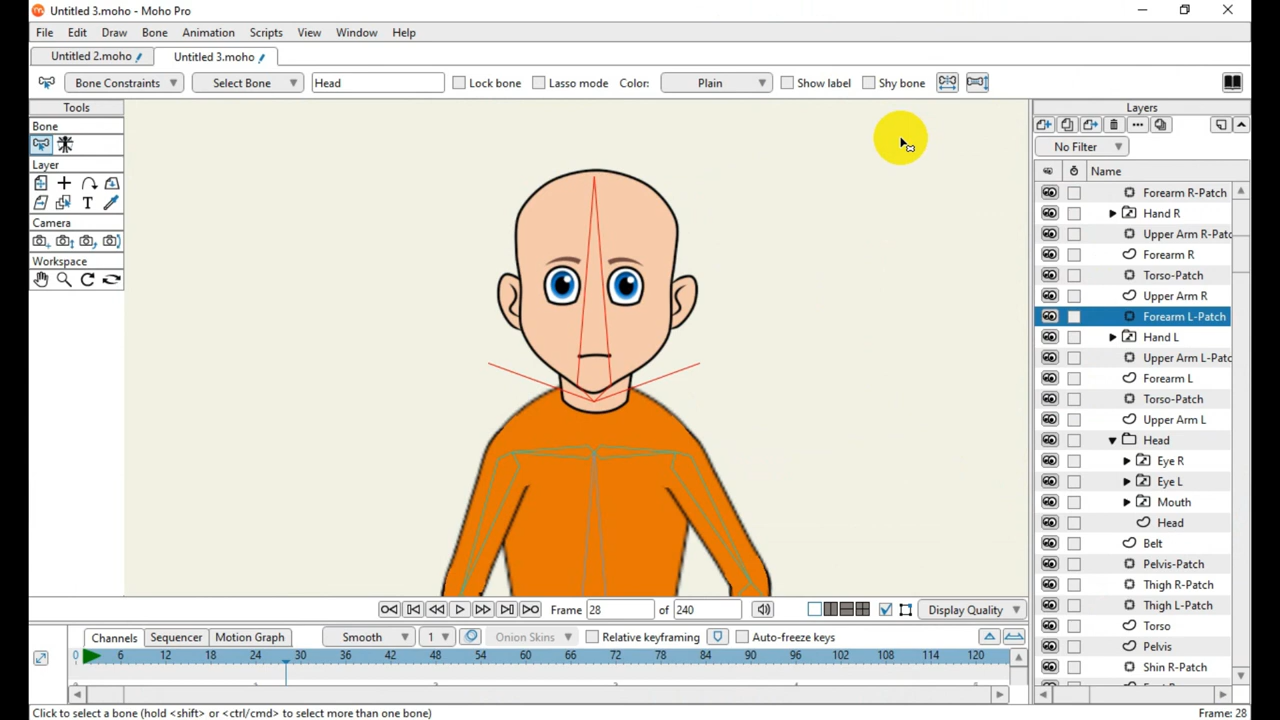 Untitled 3.moho - Moho Pro
File Edit Draw Bone Animation Scripts View Window Help
Untitled 2.moho Untitled 3.moho
Bone Constraints Select Bone Head Lock bone Lasso mode Color: Plain Show label Shy bone
Tools
Bone
Layer
T
Camera
Workspace
Layers
No Filter
Name
Forearm R-Patch
Hand R
Upper Arm R-Patc
Forearm R
Torso-Patch
Upper Arm R
Forearm L-Patch
Hand L
Upper Arm L-Patc
Forearm L
Torso-Patch
Upper Arm L
Head
Eye R
Eye L
Mouth
Head
Belt
Pelvis-Patch
Thigh R-Patch
Thigh L-Patch
Torso
Pelvis
Shin R-Patch
Frame 28 of 240 Display Quality
Channels Sequencer Motion Graph Smooth 1 Onion Skins Relative keyframing Auto-freeze keys
0 6 12 18 24 30 36 42 48 54 60 66 72 78 84 90 96 102 108 114 120
Click to select a bone (hold <shift> or <ctrl/cmd> to select more than one bone) Frame: 28